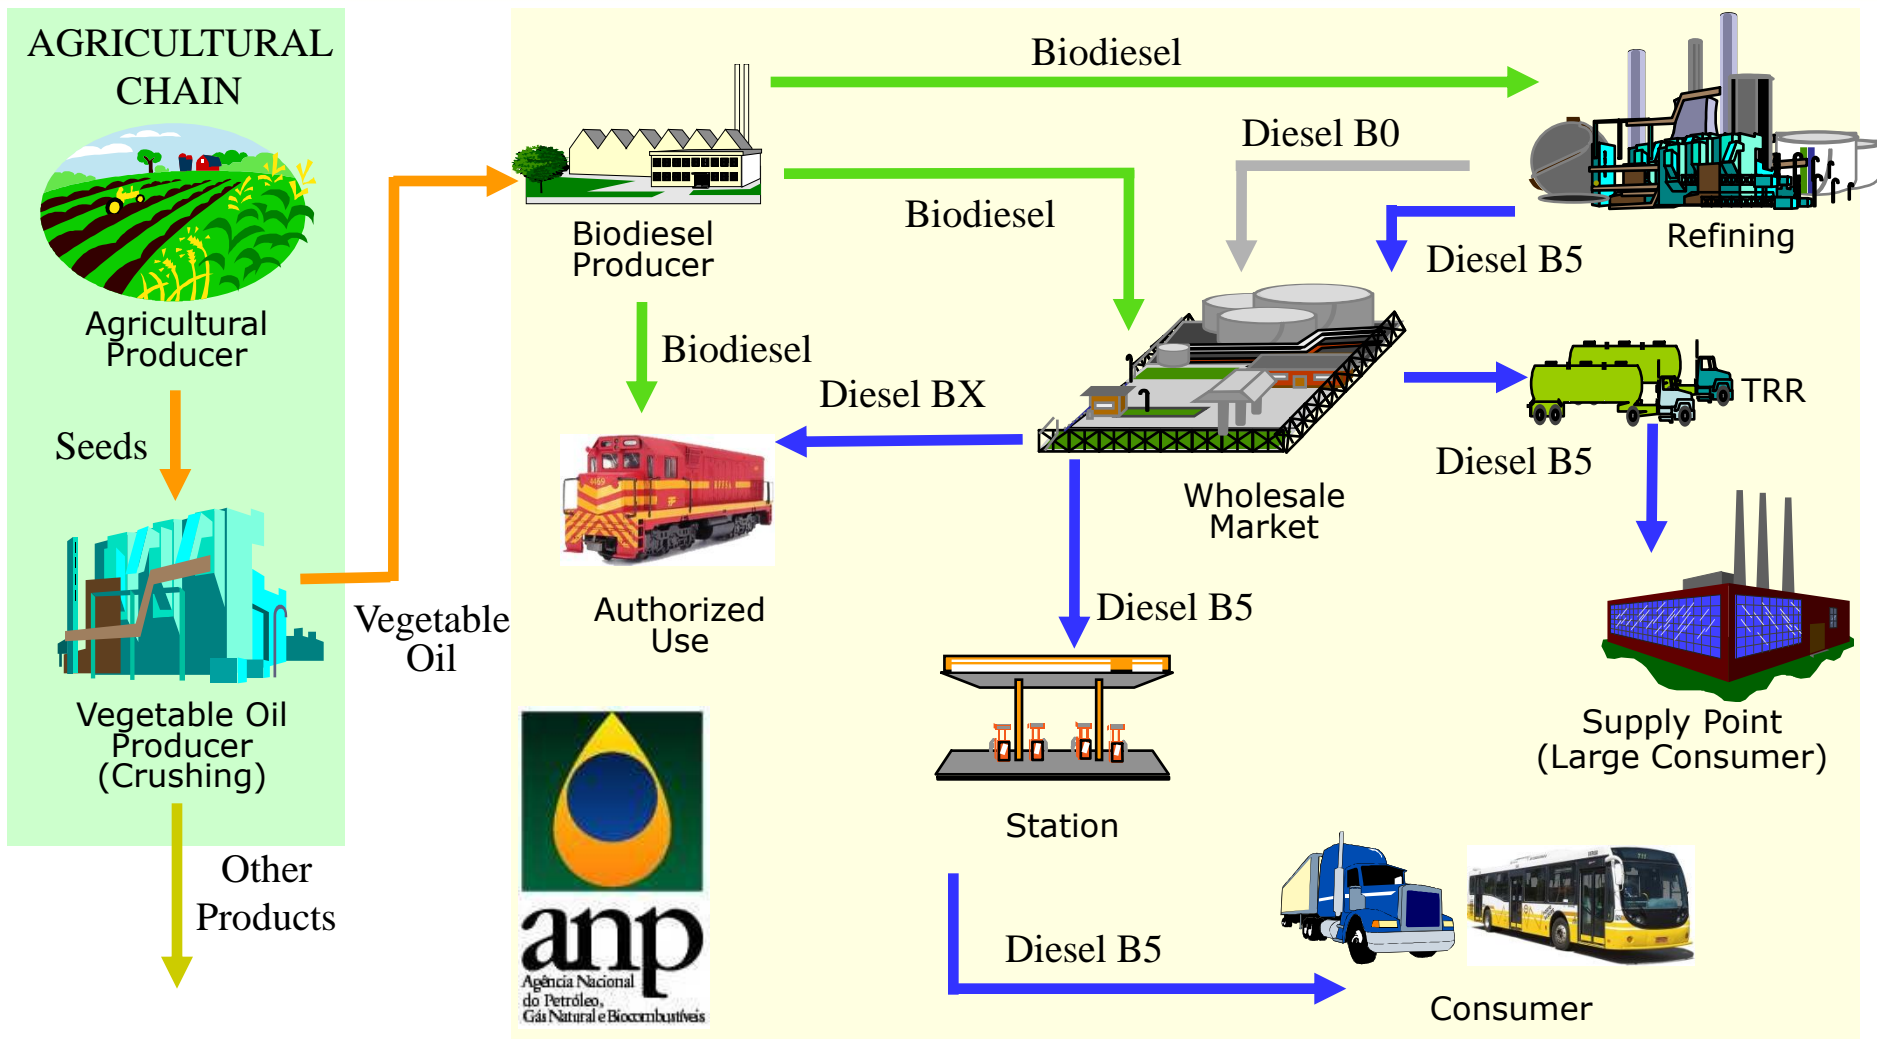 AGRICULTURAL
CHAIN
Agricultural
Producer
Seeds
Vegetable Oil
Producer
(Crushing)
Other
Products
Vegetable
Oil
Biodiesel
Producer
Biodiesel
Biodiesel
Biodiesel
Diesel B0
Refining
Diesel B5
Diesel BX
TRR
Diesel B5
Wholesale
Market
4469
Authorized
Use
Diesel B5
Supply Point
(Large Consumer)
Station
Diesel B5
Consumer
anp
Agência Nacional
do Petróleo,
Gás Natural e Biocombustíveis